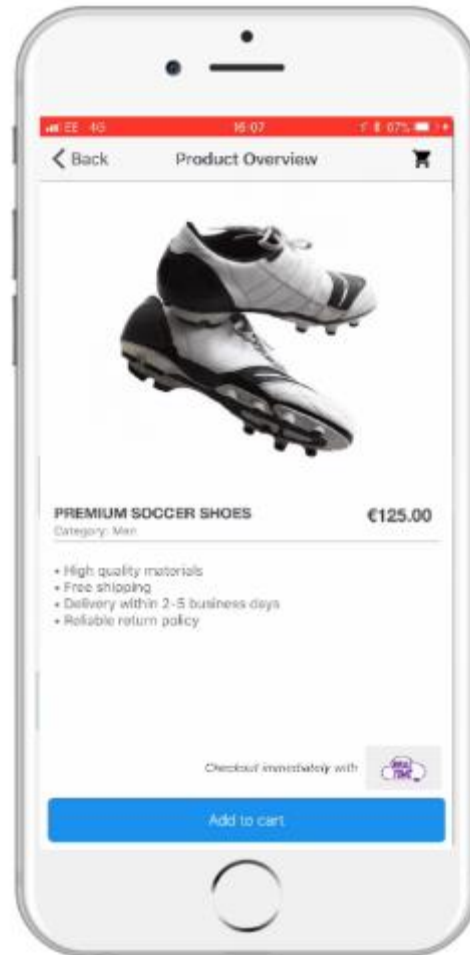 EE 4G 16:07 67%
Back Product Overview
PREMIUM SOCCER SHOES €125.00
Category: Men
• High quality materials
• Free shipping
• Delivery within 2-5 business days
• Reliable return policy
Checkout immediately with
Add to cart